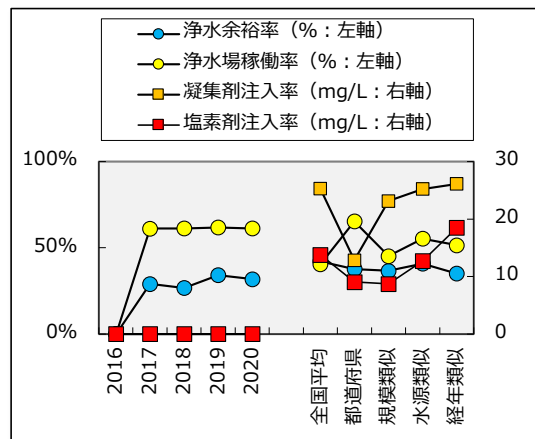 浄水余裕率（%：左軸）
浄水場稼働率（%：左軸）
凝集剤注入率（mg/L：右軸）
塩素剤注入率（mg/L：右軸）
100%
50%
0%
30
20
10
0
2016
2017
2018
2019
2020
全国平均
都道府県
規模類似
水源類似
経年類似